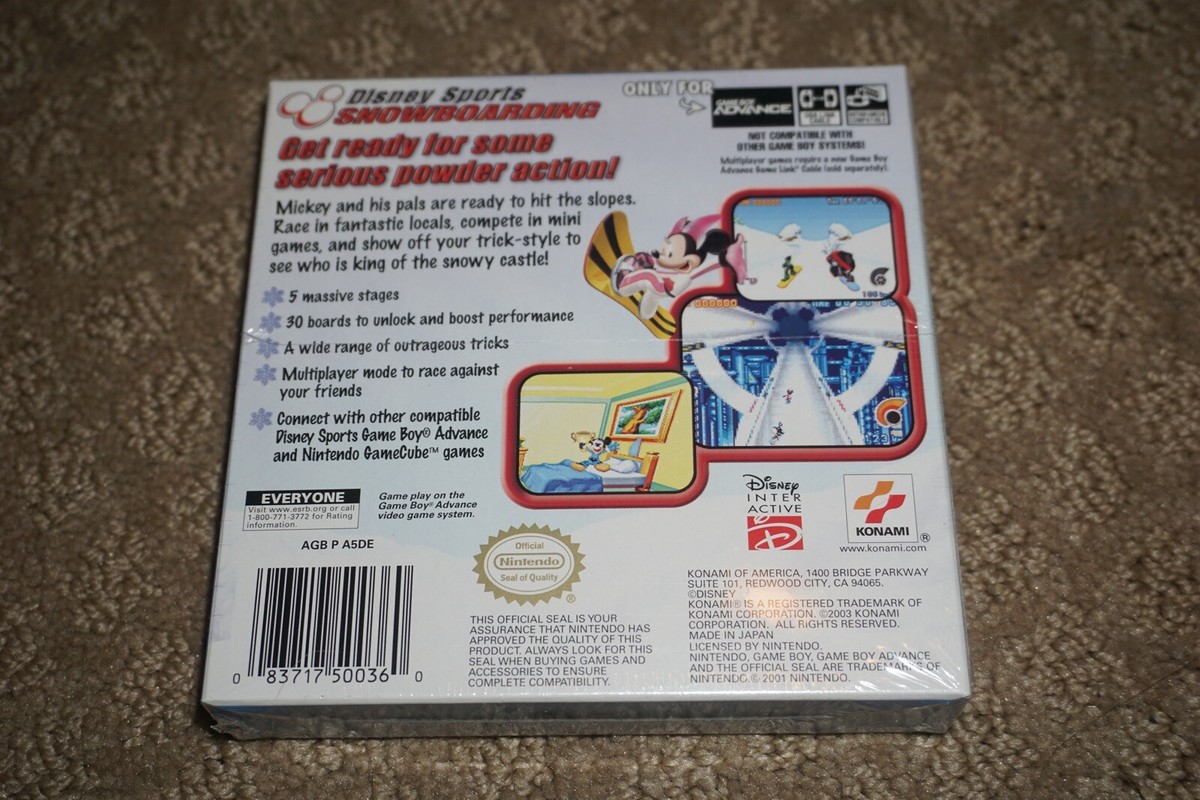 Disney Sports
SNOWBOARDING
ONLY FOR
GAME BOY
ADVANCE
GAME LINK
CABLE
NOT COMPATIBLE WITH
OTHER GAME BOY SYSTEMS!
Multiplayer games require a new Game Boy
Advance Game Link® Cable (sold separately).
Get ready for some
serious powder action!
Mickey and his pals are ready to hit the slopes.
Race in fantastic locals, compete in mini
games, and show off your trick-style to
see who is king of the snowy castle!
5 massive stages
30 boards to unlock and boost performance
A wide range of outrageous tricks
Multiplayer mode to race against
your friends
Connect with other compatible
Disney Sports Game Boy® Advance
and Nintendo GameCube™ games
EVERYONE
Visit www.esrb.org or call
1-800-771-3772 for Rating
information.
Game play on the
Game Boy® Advance
video game system.
AGB P A5DE
0 83717 50036 0
Official
Nintendo
Seal of Quality
®
THIS OFFICIAL SEAL IS YOUR
ASSURANCE THAT NINTENDO HAS
APPROVED THE QUALITY OF THIS
PRODUCT. ALWAYS LOOK FOR THIS
SEAL WHEN BUYING GAMES AND
ACCESSORIES TO ENSURE
COMPLETE COMPATIBILITY.
Disney
INTER
ACTIVE
KONAMI
®
www.konami.com
KONAMI OF AMERICA, 1400 BRIDGE PARKWAY
SUITE 101, REDWOOD CITY, CA 94065.
©DISNEY
KONAMI® IS A REGISTERED TRADEMARK OF
KONAMI CORPORATION. ©2003 KONAMI
CORPORATION. ALL RIGHTS RESERVED.
MADE IN JAPAN
LICENSED BY NINTENDO.
NINTENDO, GAME BOY, GAME BOY ADVANCE
AND THE OFFICIAL SEAL ARE TRADEMARKS OF
NINTENDO.© 2001 NINTENDO.